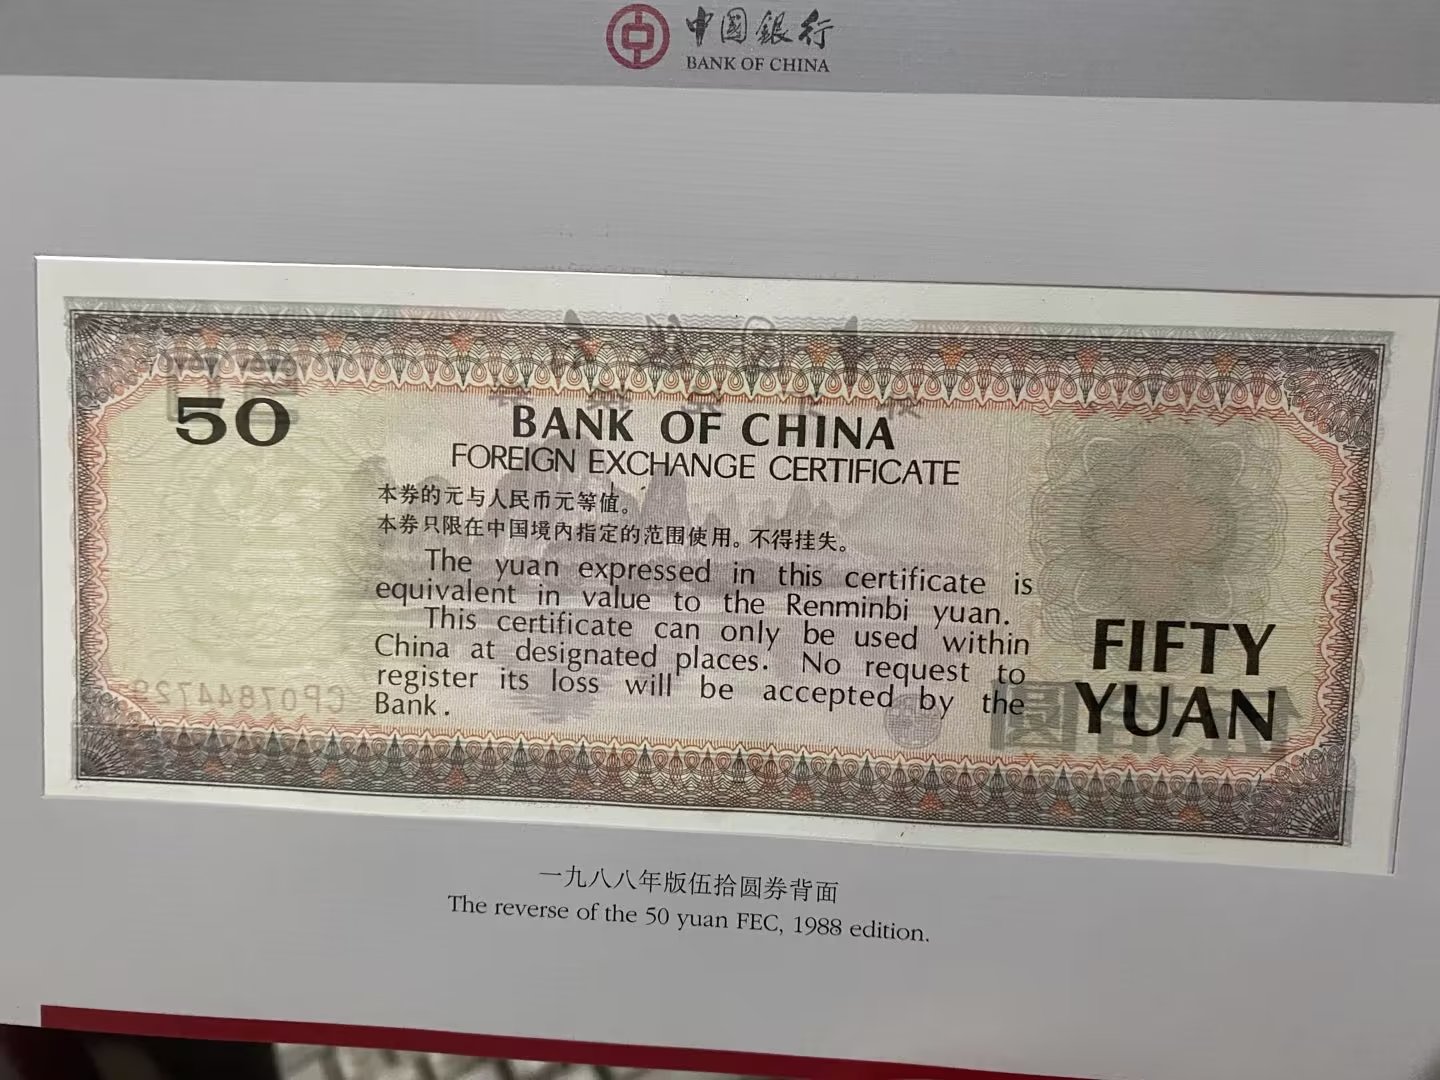 中國銀行
BANK OF CHINA
50
BANK OF CHINA
FOREIGN EXCHANGE CERTIFICATE
本券的元与人民币元等值。
本券只限在中国境内指定的范围使用。不得挂失。
The yuan expressed in this certificate is
equivalent in value to the Renminbi yuan.
This certificate can only be used within
China at designated places. No request to
register its loss will be accepted by the
Bank.
FIFTY
YUAN
CP07844729
一九八八年版伍拾圆券背面
The reverse of the 50 yuan FEC, 1988 edition.